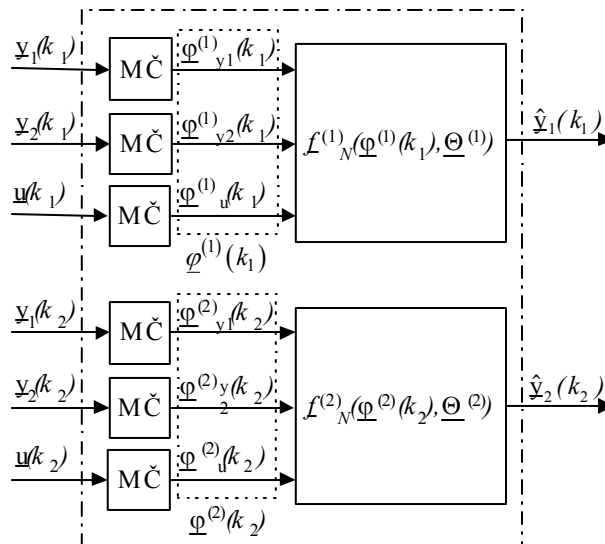 y₁(k₁) MČ φ⁽¹⁾y1(k₁)
y₂(k₁) MČ φ⁽¹⁾y2(k₁) f⁽¹⁾N(φ⁽¹⁾(k₁),Θ⁽¹⁾) ŷ₁(k₁)
u(k₁) MČ φ⁽¹⁾u(k₁)
φ⁽¹⁾(k₁)
y₁(k₂) MČ φ⁽²⁾y1(k₂)
y₂(k₂) MČ φ⁽²⁾y2(k₂) f⁽²⁾N(φ⁽²⁾(k₂),Θ⁽²⁾) ŷ₂(k₂)
u(k₂) MČ φ⁽²⁾u(k₂)
φ⁽²⁾(k₂)